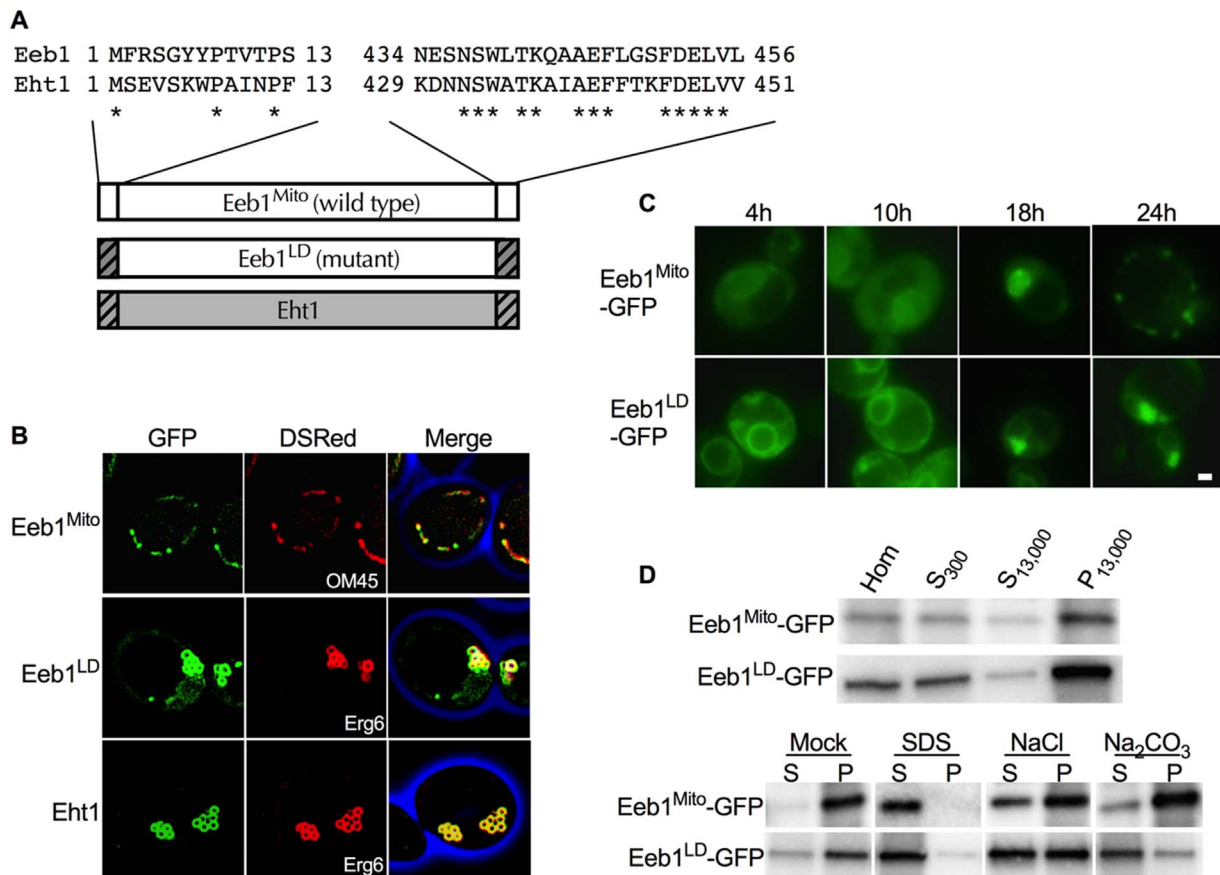 A
Eeb1 1 MFRSGYYPTVTPS 13 434 NESNSWLTKQAAEFLGSFDELVL 456
Eht1 1 MSEVSKWPAINPF 13 429 KDNNSWATKAIAEFFTKFDELVV 451
* * * *** ** *** *****
Eeb1Mito (wild type)
Eeb1LD (mutant)
Eht1
B
GFP DSRed Merge
Eeb1Mito
OM45
Eeb1LD
Erg6
Eht1
Erg6
C
4h 10h 18h 24h
Eeb1Mito
-GFP
Eeb1LD
-GFP
D
Hom S300 S13,000 P13,000
Eeb1Mito-GFP
Eeb1LD-GFP
Mock SDS NaCl Na2CO3
S P S P S P S P
Eeb1Mito-GFP
Eeb1LD-GFP